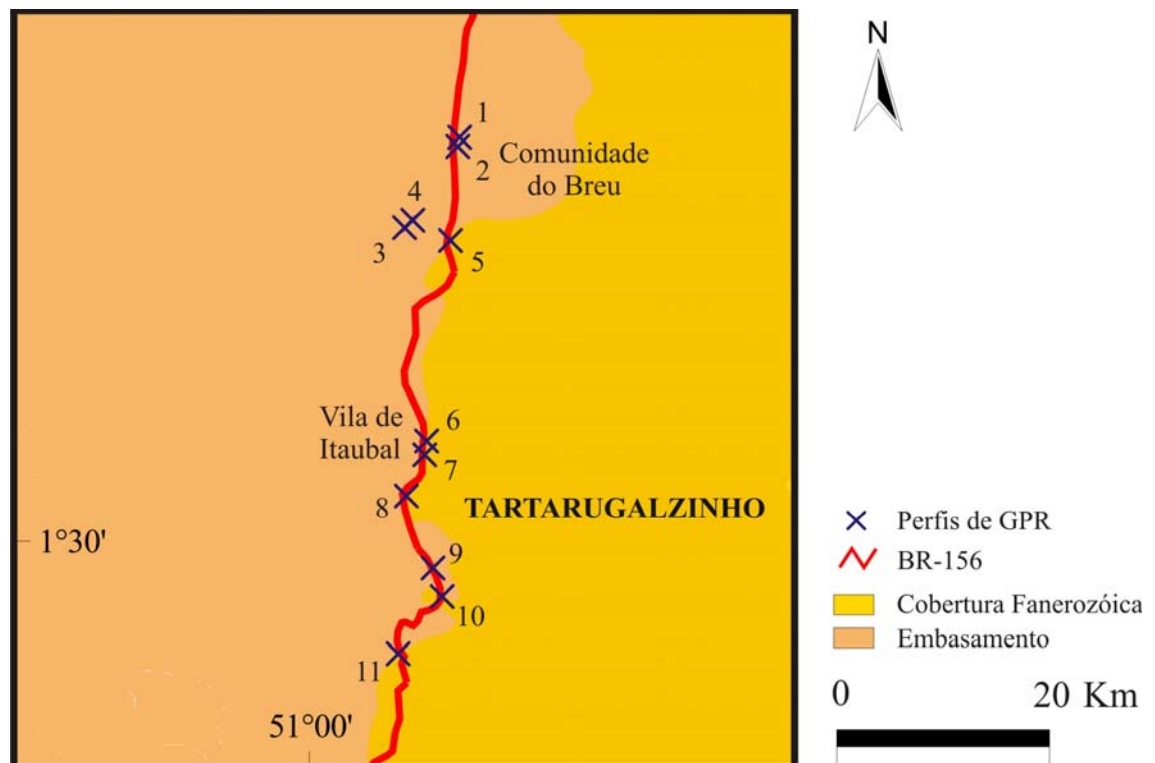 N
1
2
Comunidade
do Breu
4
3
5
Vila de
Itaubal
6
7
8
TARTARUGALZINHO
1°30'
9
10
11
51°00'
Perfis de GPR
BR-156
Cobertura Fanerozóica
Embasamento
0 20 Km